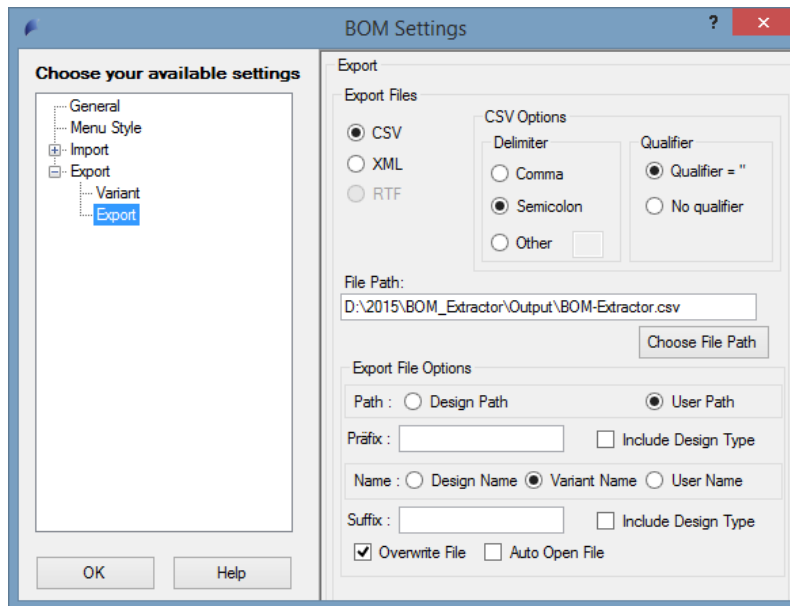 BOM Settings
?
Choose your available settings
General
Menu Style
Import
Export
Variant
Export
OK
Help
Export
Export Files
CSV
XML
RTF
CSV Options
Delimiter
Comma
Semicolon
Other
Qualifier
Qualifier = "
No qualifier
File Path:
D:\2015\BOM_Extractor\Output\BOM-Extractor.csv
Choose File Path
Export File Options
Path : Design Path User Path
Präfix : Include Design Type
Name : Design Name Variant Name User Name
Suffix : Include Design Type
Overwrite File Auto Open File